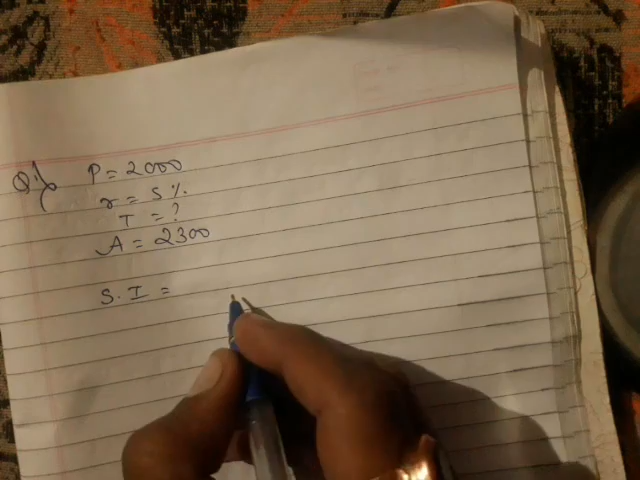 Q.1)
P = 2000
r = 5 %
T = ?
A = 2300
S. I =